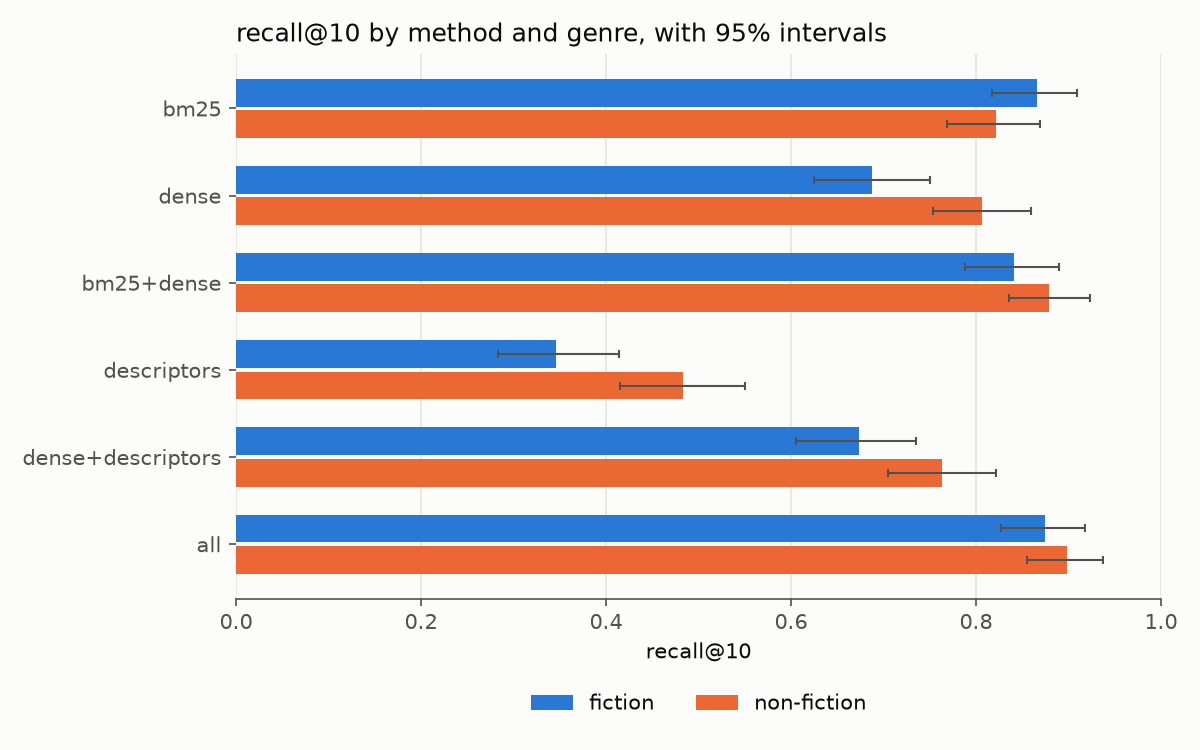 recall@10 by method and genre, with 95% intervals
bm25
dense
bm25+dense
descriptors
dense+descriptors
all
0.0 0.2 0.4 0.6 0.8 1.0
recall@10
fiction non-fiction